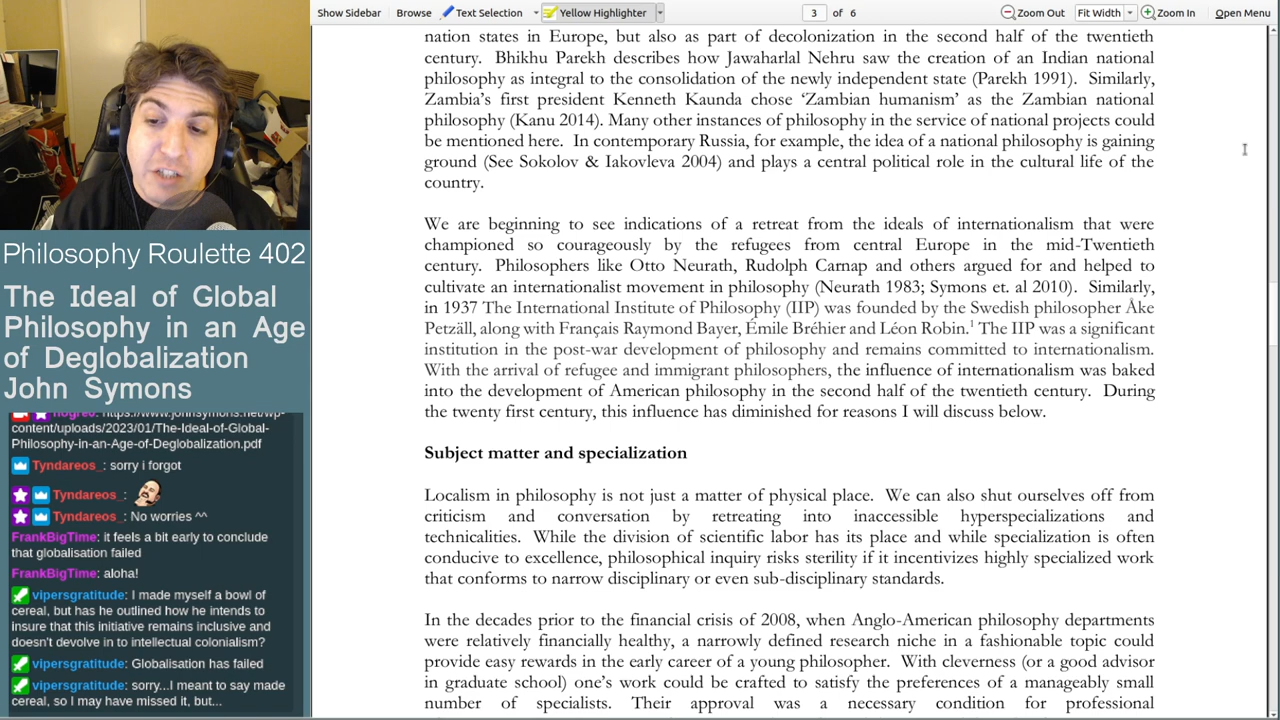 Show Sidebar Browse Text Selection Yellow Highlighter 3 of 6 Zoom Out Fit Width Zoom In Open Menu
nation states in Europe, but also as part of decolonization in the second half of the twentieth
century. Bhikhu Parekh describes how Jawaharlal Nehru saw the creation of an Indian national
philosophy as integral to the consolidation of the newly independent state (Parekh 1991). Similarly,
Zambia's first president Kenneth Kaunda chose ‘Zambian humanism’ as the Zambian national
philosophy (Kanu 2014). Many other instances of philosophy in the service of national projects could
be mentioned here. In contemporary Russia, for example, the idea of a national philosophy is gaining
ground (See Sokolov & Iakovleva 2004) and plays a central political role in the cultural life of the
country.
We are beginning to see indications of a retreat from the ideals of internationalism that were
championed so courageously by the refugees from central Europe in the mid-Twentieth
century. Philosophers like Otto Neurath, Rudolph Carnap and others argued for and helped to
cultivate an internationalist movement in philosophy (Neurath 1983; Symons et. al 2010). Similarly,
in 1937 The International Institute of Philosophy (IIP) was founded by the Swedish philosopher Åke
Petzäll, along with Français Raymond Bayer, Émile Bréhier and Léon Robin.1 The IIP was a significant
institution in the post-war development of philosophy and remains committed to internationalism.
With the arrival of refugee and immigrant philosophers, the influence of internationalism was baked
into the development of American philosophy in the second half of the twentieth century. During
the twenty first century, this influence has diminished for reasons I will discuss below.
Subject matter and specialization
Localism in philosophy is not just a matter of physical place. We can also shut ourselves off from
criticism and conversation by retreating into inaccessible hyperspecializations and
technicalities. While the division of scientific labor has its place and while specialization is often
conducive to excellence, philosophical inquiry risks sterility if it incentivizes highly specialized work
that conforms to narrow disciplinary or even sub-disciplinary standards.
In the decades prior to the financial crisis of 2008, when Anglo-American philosophy departments
were relatively financially healthy, a narrowly defined research niche in a fashionable topic could
provide easy rewards in the early career of a young philosopher. With cleverness (or a good advisor
in graduate school) one's work could be crafted to satisfy the preferences of a manageably small
number of specialists. Their approval was a necessary condition for professional
Philosophy Roulette 402
The Ideal of Global
Philosophy in an Age
of Deglobalization
John Symons
https://www.johnsymons.net/wp-
content/uploads/2023/01/The-Ideal-of-Global-
Philosophy-in-an-Age-of-Deglobalization.pdf
Tyndareos_: sorry i forgot
Tyndareos_:
Tyndareos_: No worries ^^
FrankBigTime: it feels a bit early to conclude
that globalisation failed
FrankBigTime: aloha!
vipersgratitude: I made myself a bowl of
cereal, but has he outlined how he intends to
insure that this initiative remains inclusive and
doesn't devolve in to intellectual colonialism?
vipersgratitude: Globalisation has failed
vipersgratitude: sorry...I meant to say made
cereal, so I may have missed it, but...